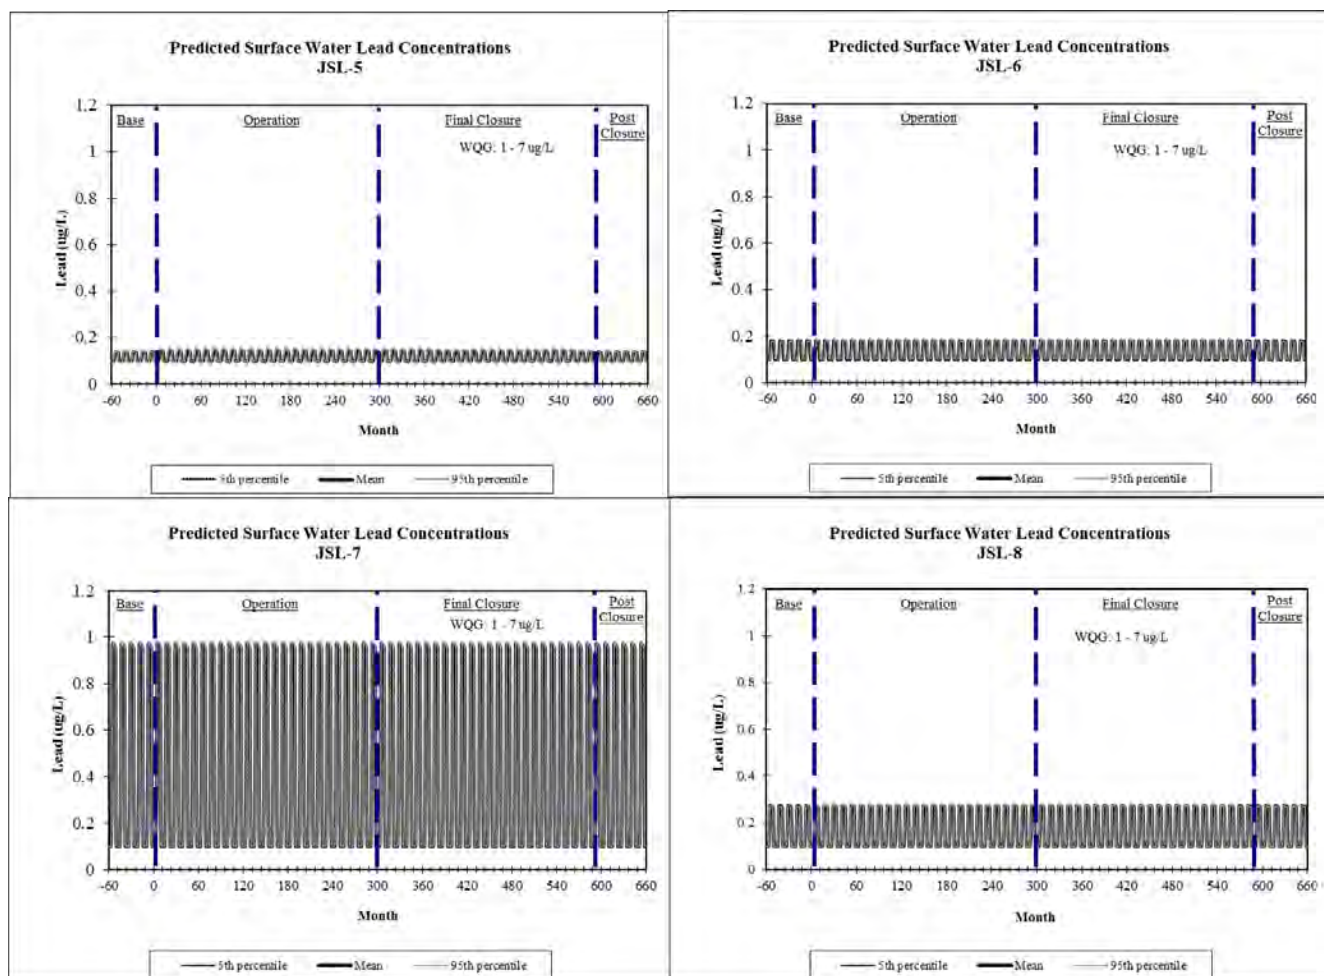 Predicted Surface Water Lead Concentrations
JSL-5
1.2
1
0.8
0.6
0.4
0.2
0
Lead (ug/L)
Base
Operation
Final Closure
Post
Closure
WQG: 1 - 7 ug/L
-60 0 60 120 180 240 300 360 420 480 540 600 660
Month
5th percentile Mean 95th percentile
Predicted Surface Water Lead Concentrations
JSL-6
1.2
1
0.8
0.6
0.4
0.2
0
Lead (ug/L)
Base
Operation
Final Closure
Post
Closure
WQG: 1 - 7 ug/L
-60 0 60 120 180 240 300 360 420 480 540 600 660
Month
5th percentile Mean 95th percentile
Predicted Surface Water Lead Concentrations
JSL-7
1.2
1
0.8
0.6
0.4
0.2
0
Lead (ug/L)
Base
Operation
Final Closure
Post
Closure
WQG: 1 - 7 ug/L
-60 0 60 120 180 240 300 360 420 480 540 600 660
Month
5th percentile Mean 95th percentile
Predicted Surface Water Lead Concentrations
JSL-8
1.2
1
0.8
0.6
0.4
0.2
0
Lead (ug/L)
Base
Operation
Final Closure
Post
Closure
WQG: 1 - 7 ug/L
-60 0 60 120 180 240 300 360 420 480 540 600 660
Month
5th percentile Mean 95th percentile